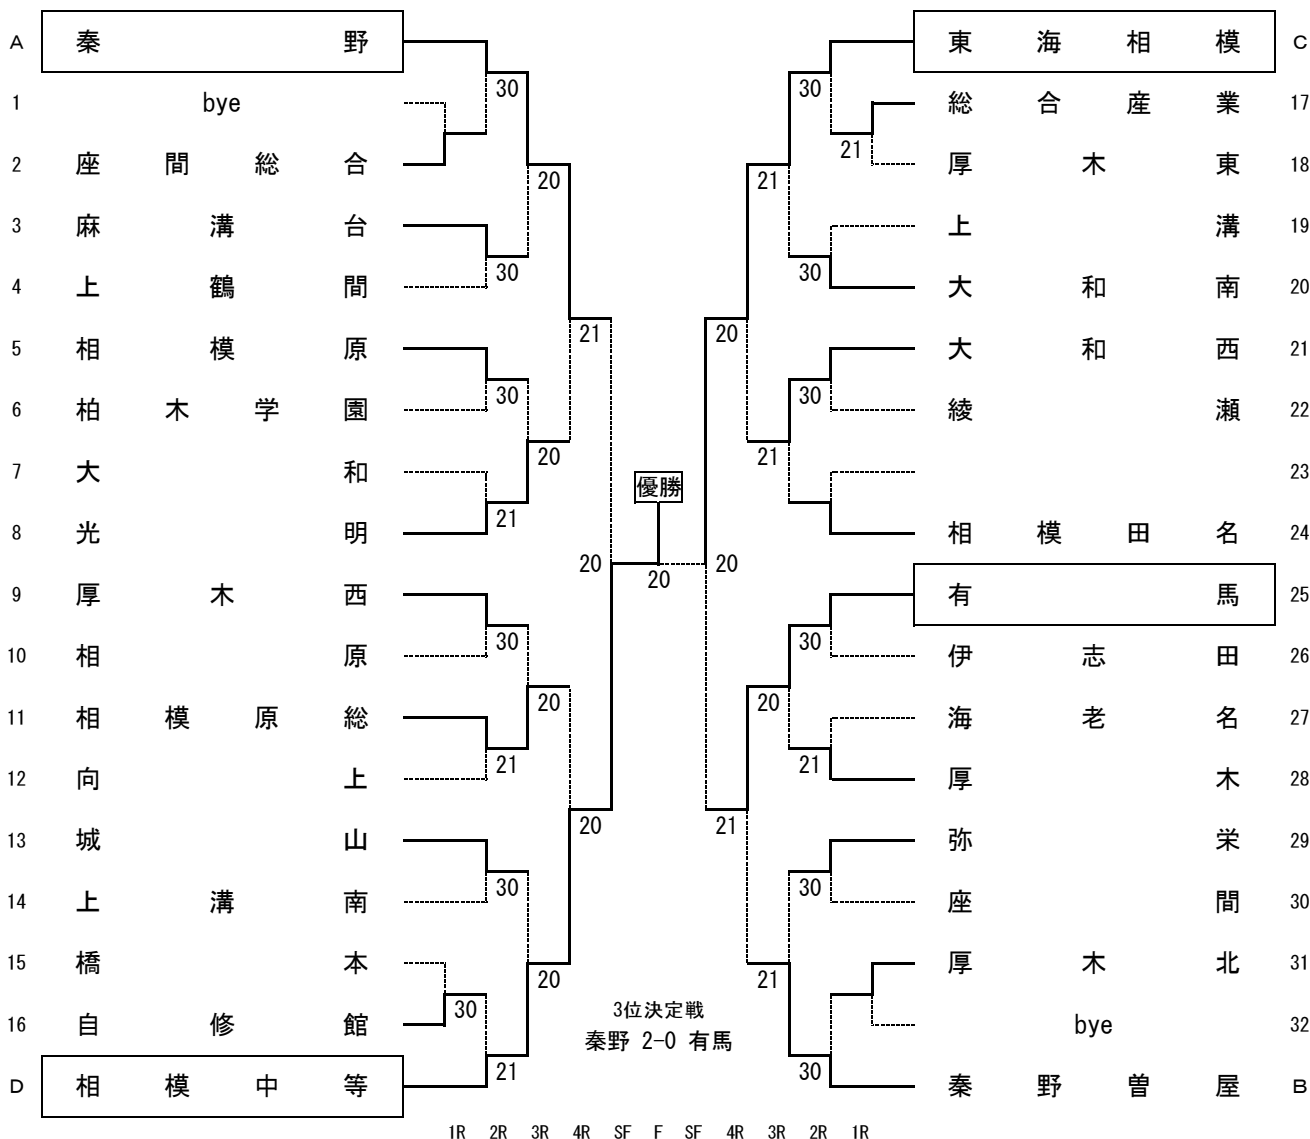 A 秦野
1 bye
2 座間総合
3 麻溝台
4 上鶴間
5 相模原
6 柏木学園
7 大和
8 光明
9 厚木西
10 相原
11 相模原総
12 向上
13 城山
14 上溝南
15 橋本
16 自修館
D 相模中等
30
20
30
21
30
20
21
20
30
20
21
20
30
30
20
21
優勝
20
3位決定戦
秦野 2-0 有馬
30
21
21
30
20
30
21
20
30
20
21
21
30
21
30
東海相模 C
総合産業 17
厚木東 18
上溝 19
大和南 20
大和西 21
綾瀬 22
23
相模田名 24
有馬 25
伊志田 26
海老名 27
厚木 28
弥栄 29
座間 30
厚木北 31
bye 32
秦野曽屋 B
1R 2R 3R 4R SF F SF 4R 3R 2R 1R